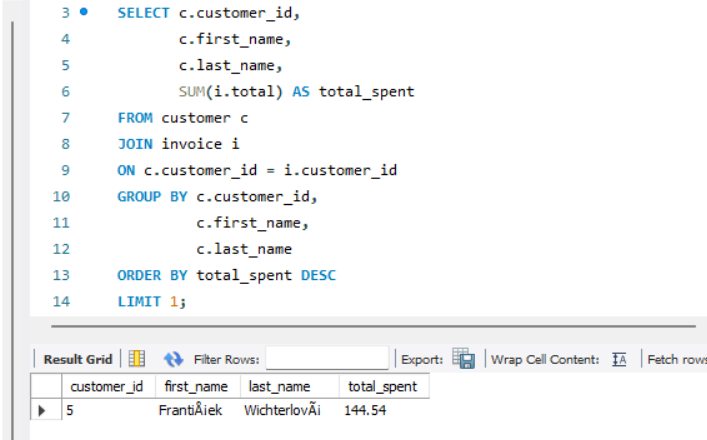 3 SELECT c.customer_id,
4 c.first_name,
5 c.last_name,
6 SUM(i.total) AS total_spent
7 FROM customer c
8 JOIN invoice i
9 ON c.customer_id = i.customer_id
10 GROUP BY c.customer_id,
11 c.first_name,
12 c.last_name
13 ORDER BY total_spent DESC
14 LIMIT 1;
Result Grid Filter Rows: Export: Wrap Cell Content: Fetch rows
customer_id first_name last_name total_spent
5 FrantiÅiek WichterlovÃi 144.54